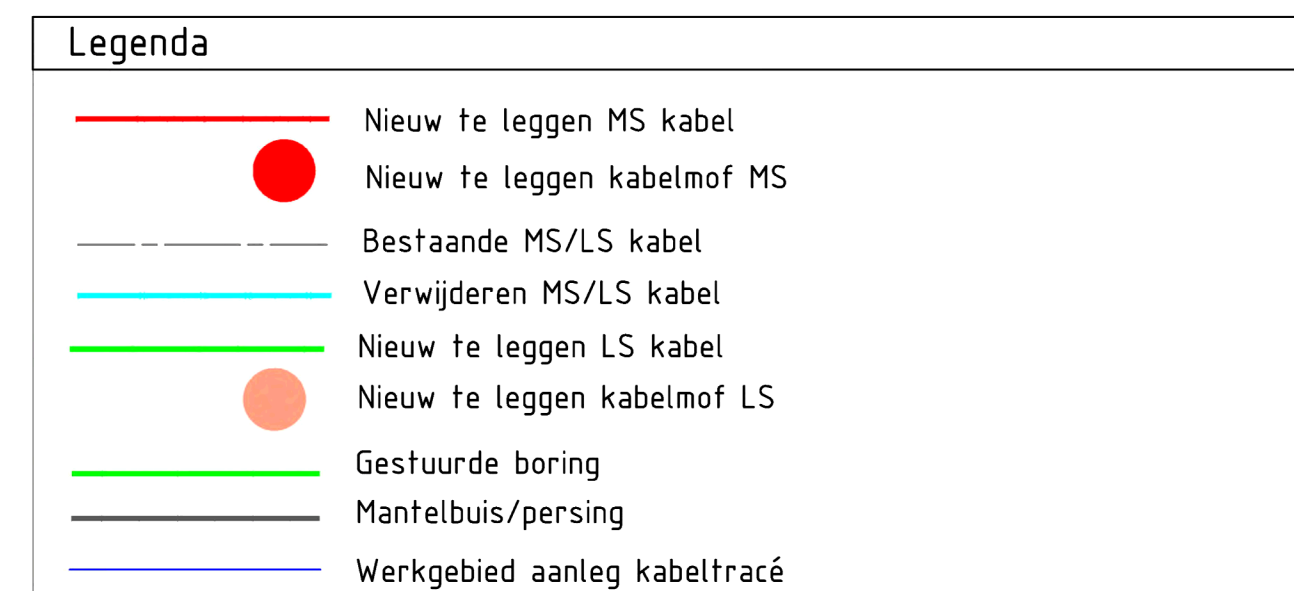 Legenda
Nieuw te leggen MS kabel
Nieuw te leggen kabelmof MS
Bestaande MS/LS kabel
Verwijderen MS/LS kabel
Nieuw te leggen LS kabel
Nieuw te leggen kabelmof LS
Gestuurde boring
Mantelbuis/persing
Werkgebied aanleg kabeltracé